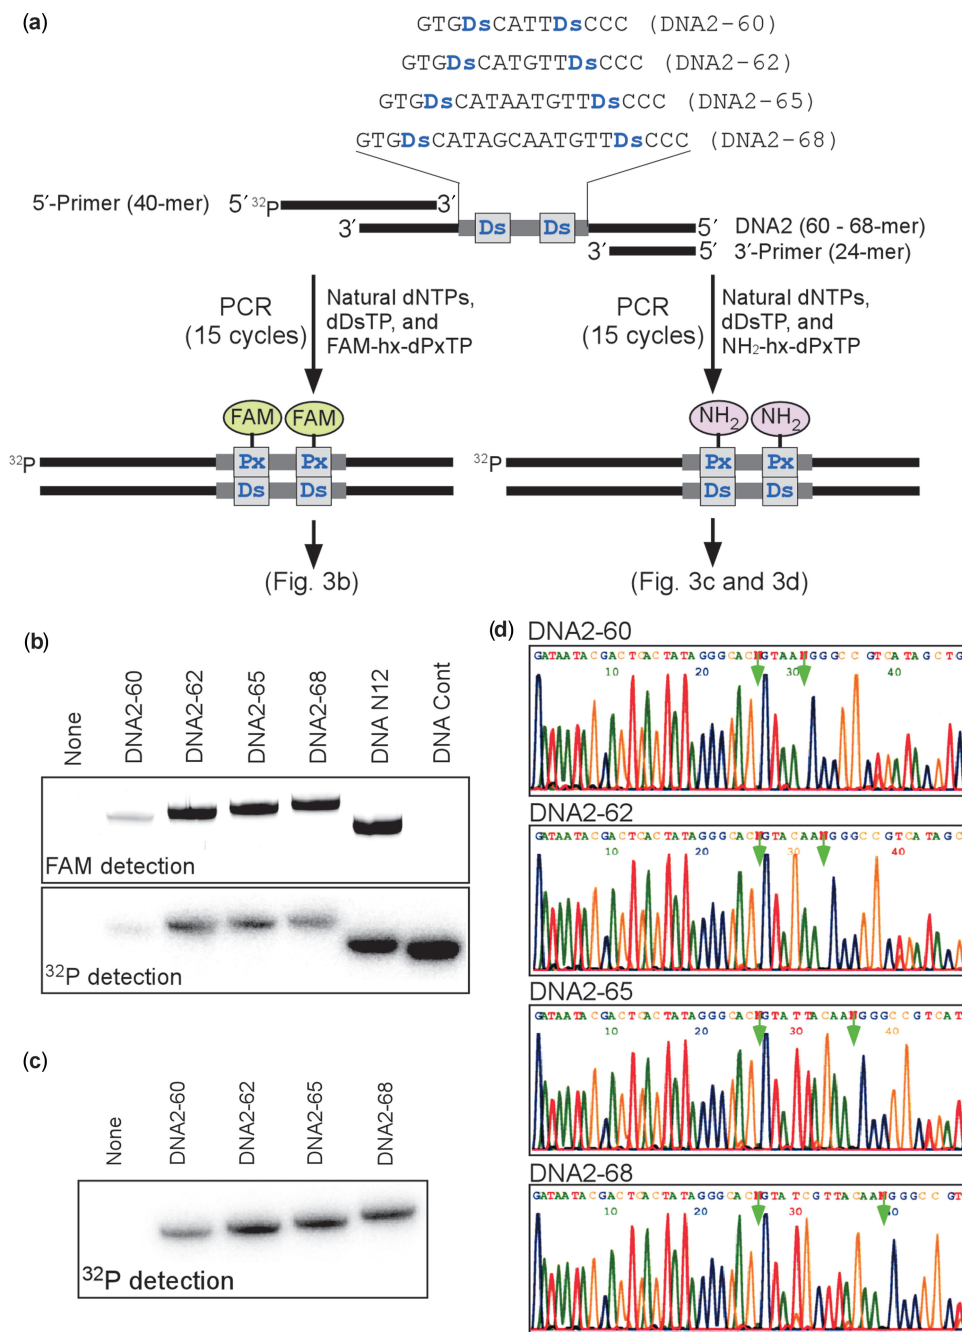 (a)
GTGDsCATTDsCCC (DNA2-60)
GTGDsCATGTTDsCCC (DNA2-62)
GTGDsCATAATGTTDsCCC (DNA2-65)
GTGDsCATAGCAATGTTDsCCC (DNA2-68)
5′-Primer (40-mer) 5′ 32P 3′
3′ Ds Ds 5′ DNA2 (60 - 68-mer)
3′ 5′ 3′-Primer (24-mer)
PCR
(15 cycles)
Natural dNTPs,
dDsTP, and
FAM-hx-dPxTP
PCR
(15 cycles)
Natural dNTPs,
dDsTP, and
NH2-hx-dPxTP
FAM FAM
32P Px Px
Ds Ds
(Fig. 3b)
NH2 NH2
32P Px Px
Ds Ds
(Fig. 3c and 3d)
(b)
None
DNA2-60
DNA2-62
DNA2-65
DNA2-68
DNA N12
DNA Cont
FAM detection
32P detection
(c)
None
DNA2-60
DNA2-62
DNA2-65
DNA2-68
32P detection
(d)
DNA2-60
GATAATACGACTCACTATAGGGCACNGTAANGGGCCGTCATAGCTG
10 20 30 40
DNA2-62
GATAATACGACTCACTATAGGGCACNGTACAANGGGCCGTCATAGC
10 20 30 40
DNA2-65
GATAATACGACTCACTATAGGGCACNGTATTACAANGGGCCGTCAT
10 20 30 40
DNA2-68
GATAATACGACTCACTATAGGGCACNGTATCGTTACAANGGGCCGT
10 20 30 40